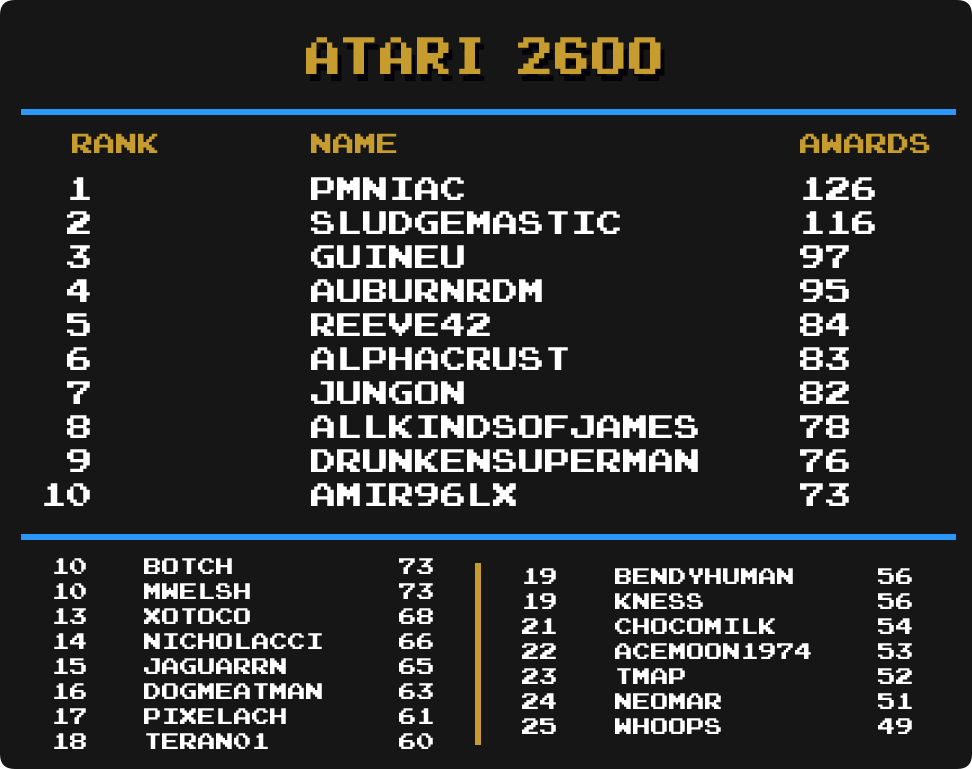 ATARI 2600
RANK NAME AWARDS
1 PMNIAC 126
2 SLUDGEMASTIC 116
3 GUINEU 97
4 AUBURNRDM 95
5 REEVE42 84
6 ALPHACRUST 83
7 JUNGON 82
8 ALLKINDSOFJAMES 78
9 DRUNKENSUPERMAN 76
10 AMIR96LX 73
10 BOTCH 73
10 MWELSH 73
13 XOTOCO 68
14 NICHOLACCI 66
15 JAGUARRN 65
16 DOGMEATMAN 63
17 PIXELACH 61
18 TERAN01 60
19 BENDYHUMAN 56
19 KNESS 56
21 CHOCOMILK 54
22 ACEMOON1974 53
23 TMAP 52
24 NEOMAR 51
25 WHOOPS 49